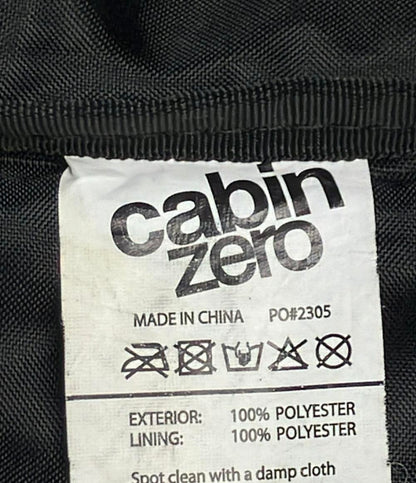 cabin
zero
MADE IN CHINA PO#2305
EXTERIOR: 100% POLYESTER
LINING: 100% POLYESTER
Spot clean with a damp cloth